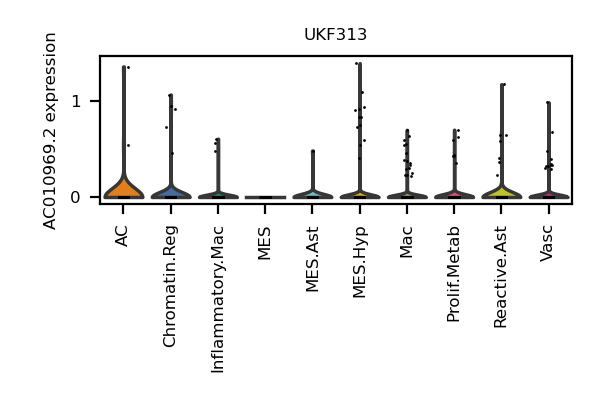 UKF313
AC010969.2 expression
1
0
AC
Chromatin.Reg
Inflammatory.Mac
MES
MES.Ast
MES.Hyp
Mac
Prolif.Metab
Reactive.Ast
Vasc